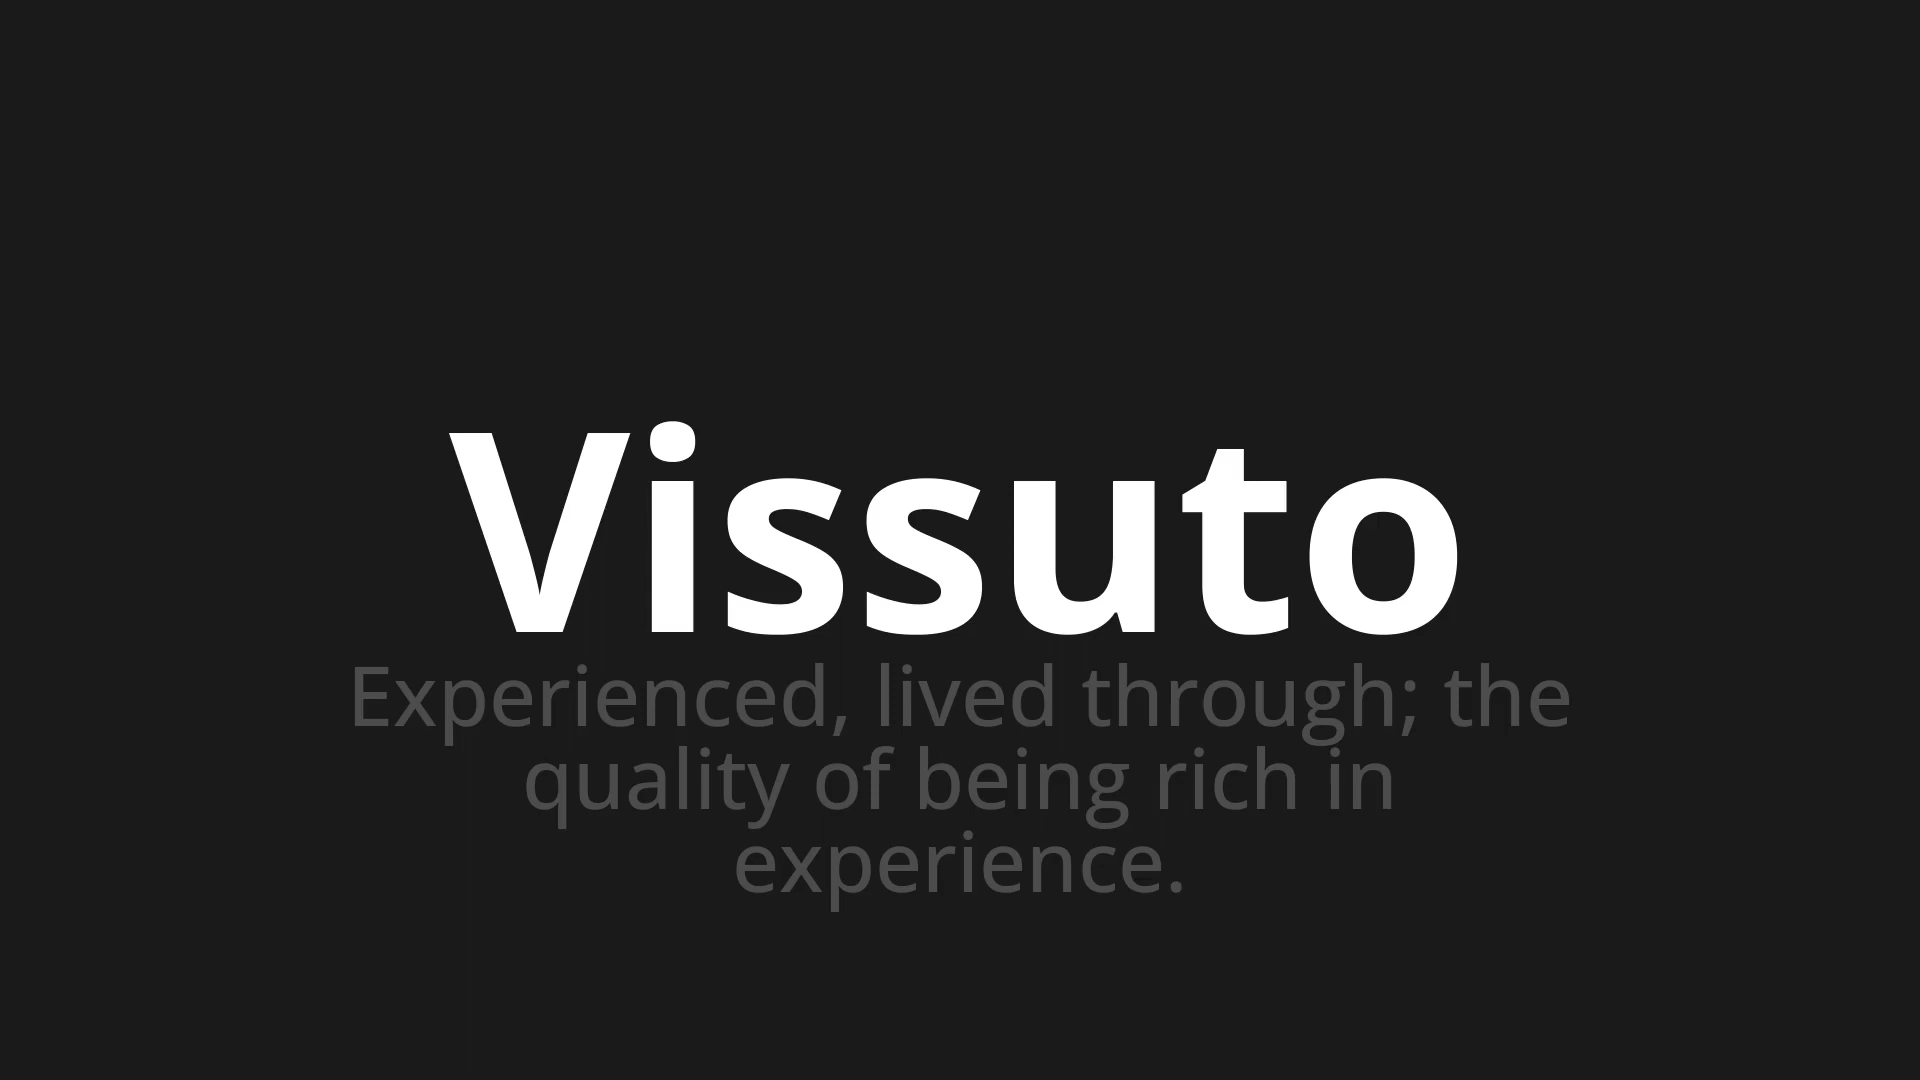 Vissuto
Experienced, lived through; the
quality of being rich in
experience.